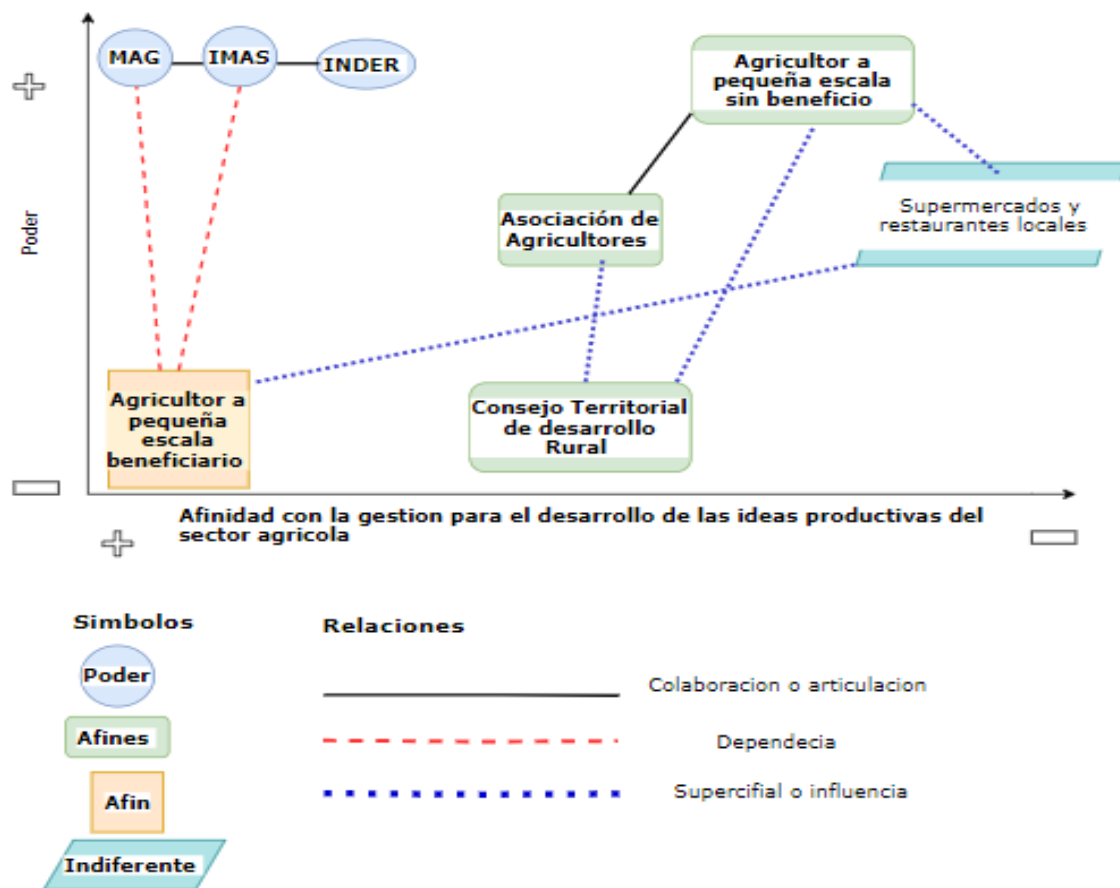 MAG
IMAS
INDER
Agricultor a
pequeña escala
sin beneficio
Supermercados y
restaurantes locales
Asociación de
Agricultores
Poder
Agricultor a
pequeña
escala
beneficiario
Consejo Territorial
de desarrollo
Rural
Afinidad con la gestion para el desarrollo de las ideas productivas del
sector agricola
Simbolos
Poder
Afines
Afin
Indiferente
Relaciones
Colaboracion o articulacion
Dependecia
Supercifial o influencia